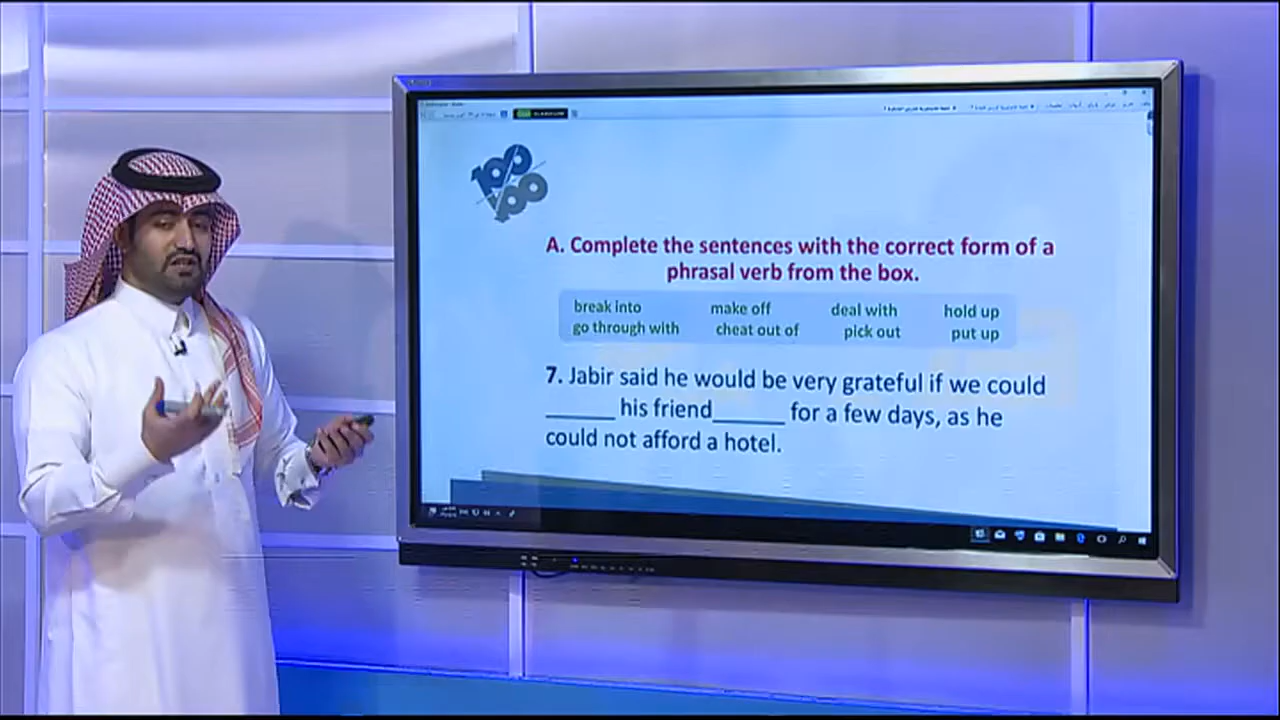 100
100
A. Complete the sentences with the correct form of a
phrasal verb from the box.
break into make off deal with hold up
go through with cheat out of pick out put up
7. Jabir said he would be very grateful if we could
______ his friend______ for a few days, as he
could not afford a hotel.